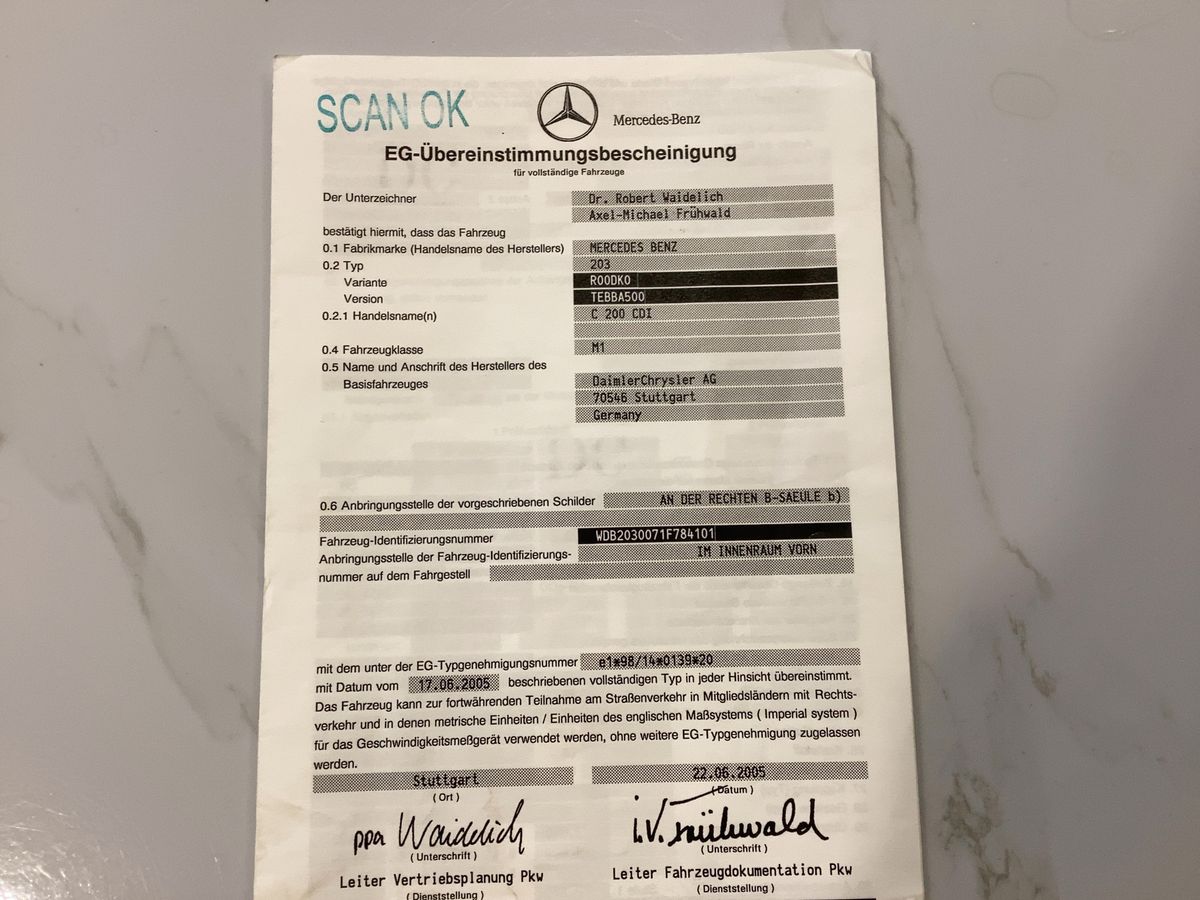 SCAN OK
Mercedes-Benz
EG-Übereinstimmungsbescheinigung
für vollständige Fahrzeuge
Der Unterzeichner Dr. Robert Waidelich
Axel-Michael Frühwald
bestätigt hiermit, dass das Fahrzeug
0.1 Fabrikmarke (Handelsname des Herstellers) MERCEDES BENZ
0.2 Typ 203
Variante R00DK0
Version TEBBA500
0.2.1 Handelsname(n) C 200 CDI
0.4 Fahrzeugklasse M1
0.5 Name und Anschrift des Herstellers des
Basisfahrzeuges DaimlerChrysler AG
70546 Stuttgart
Germany
0.6 Anbringungsstelle der vorgeschriebenen Schilder AN DER RECHTEN B-SAEULE b)
Fahrzeug-Identifizierungsnummer WDB2030071F784101
Anbringungsstelle der Fahrzeug-Identifizierungs- IM INNENRAUM VORN
nummer auf dem Fahrgestell
mit dem unter der EG-Typgenehmigungsnummer e1*98/14*0139*20
mit Datum vom 17.06.2005 beschriebenen vollständigen Typ in jeder Hinsicht übereinstimmt.
Das Fahrzeug kann zur fortwährenden Teilnahme am Straßenverkehr in Mitgliedsländern mit Rechts-
verkehr und in denen metrische Einheiten / Einheiten des englischen Maßsystems ( Imperial system )
für das Geschwindigkeitsmeßgerät verwendet werden, ohne weitere EG-Typgenehmigung zugelassen
werden.
Stuttgart 22.06.2005
( Ort ) ( Datum )
ppa Waidelich i.V. Frühwald
( Unterschrift ) ( Unterschrift )
Leiter Vertriebsplanung Pkw Leiter Fahrzeugdokumentation Pkw
( Dienststellung ) ( Dienststellung )